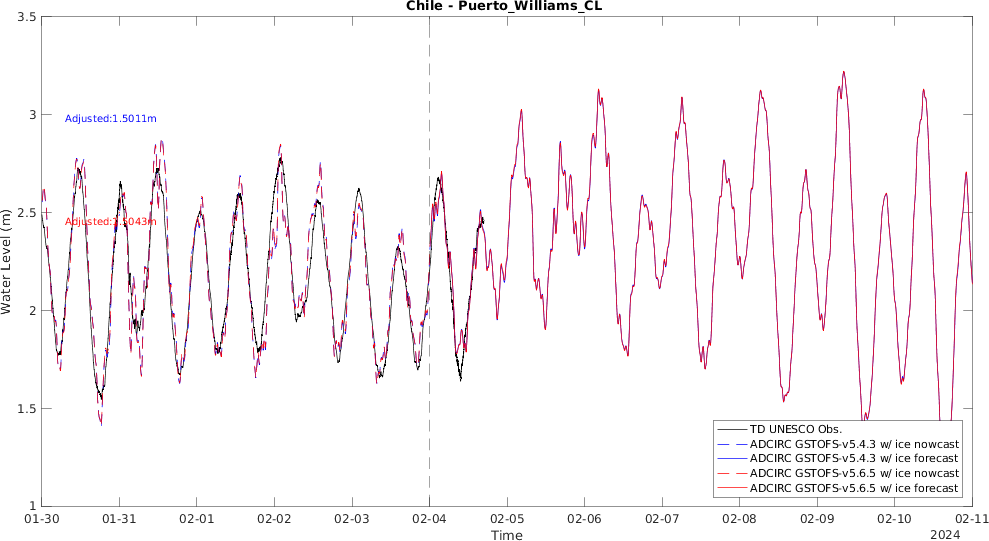 Chile - Puerto_Williams_CL
3.5
3
2.5
2
1.5
1
Water Level (m)
Adjusted:1.5011m
Adjusted:1.5043m
TD UNESCO Obs.
ADCIRC GSTOFS-v5.4.3 w/ ice nowcast
ADCIRC GSTOFS-v5.4.3 w/ ice forecast
ADCIRC GSTOFS-v5.6.5 w/ ice nowcast
ADCIRC GSTOFS-v5.6.5 w/ ice forecast
01-30 01-31 02-01 02-02 02-03 02-04 02-05 02-06 02-07 02-08 02-09 02-10 02-11
Time
2024